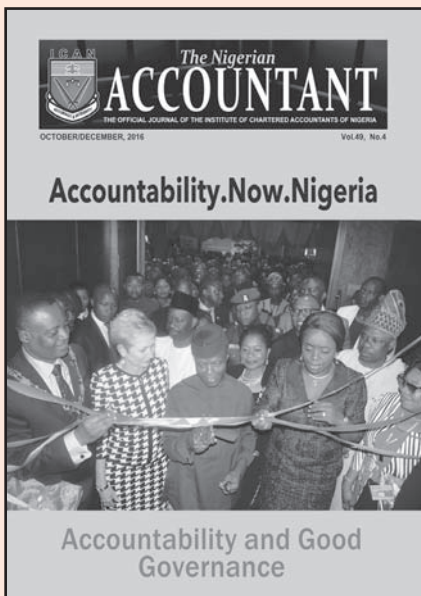 ICAN
The Nigerian
ACCOUNTANT
THE OFFICIAL JOURNAL OF THE INSTITUTE OF CHARTERED ACCOUNTANTS OF NIGERIA
OCTOBER/DECEMBER, 2016 Vol.49, No.4
Accountability.Now.Nigeria
Accountability and Good
Governance